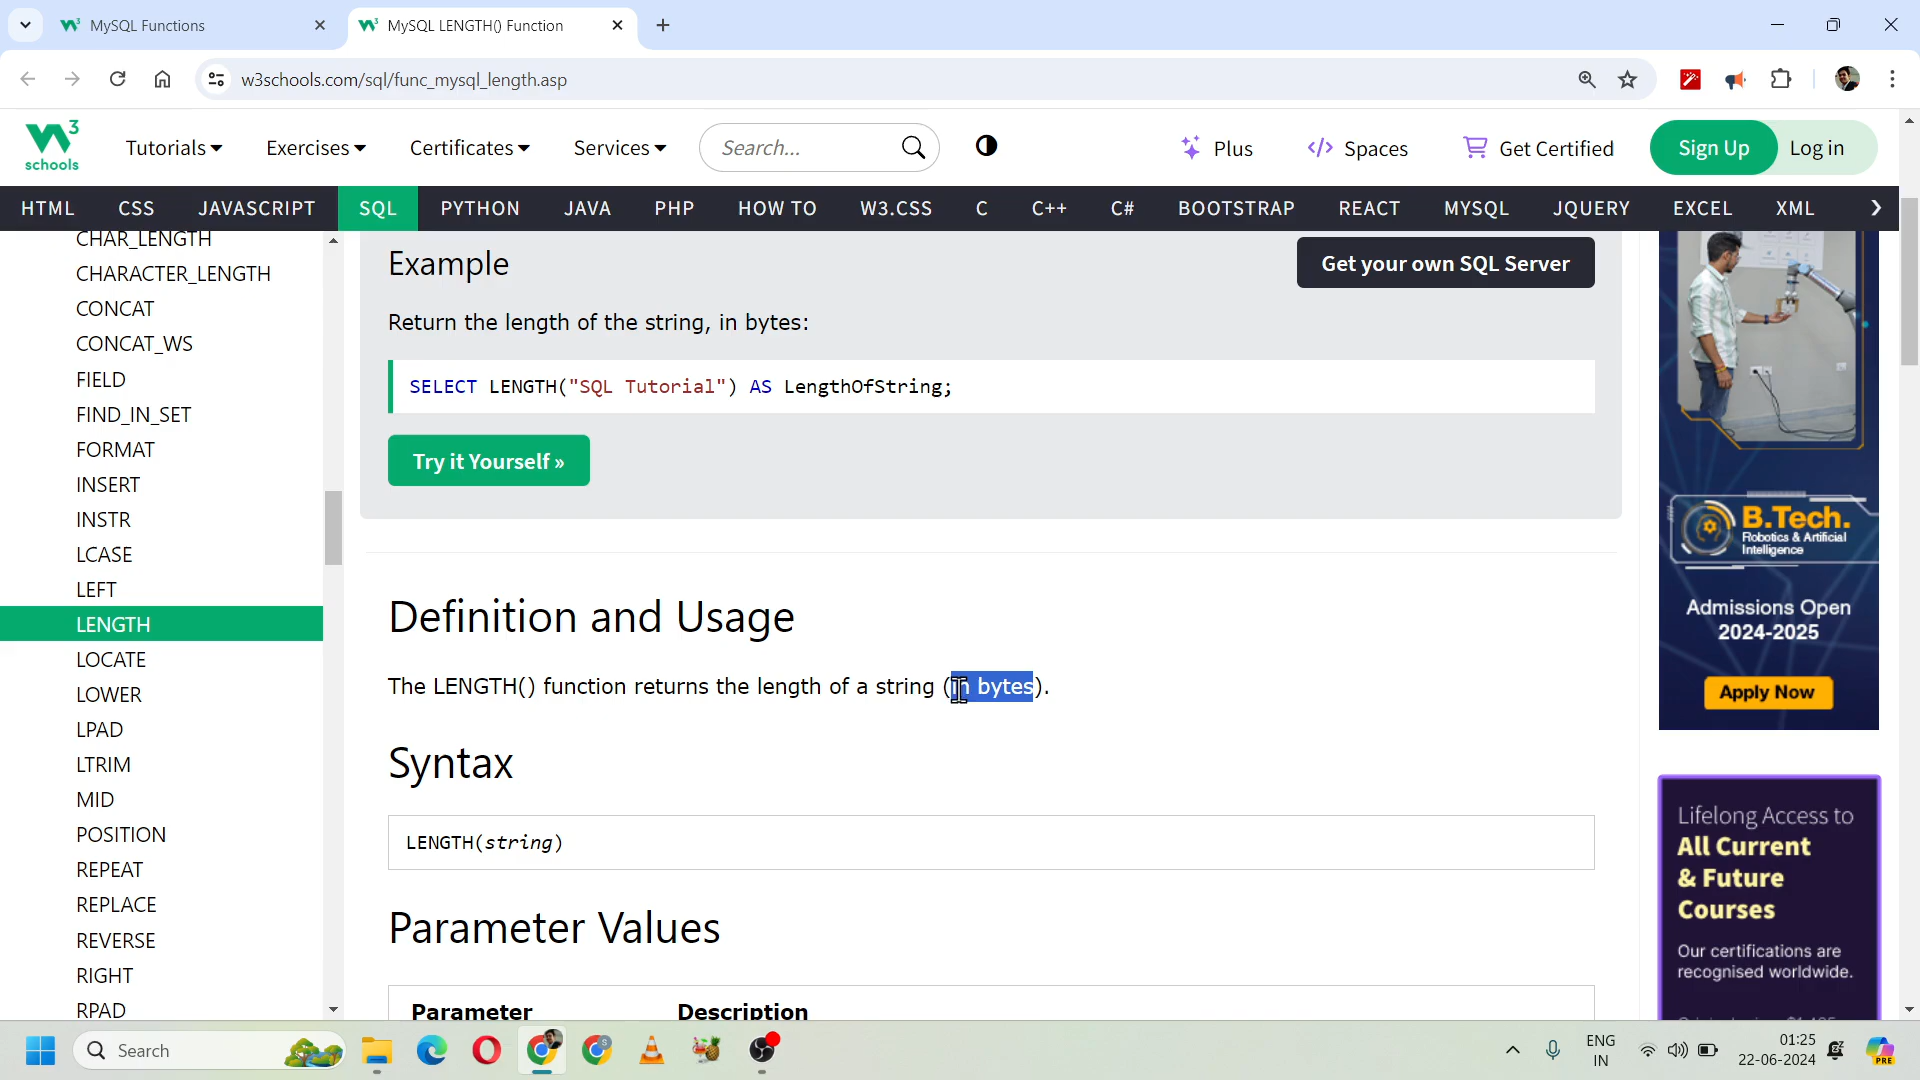 MySQL Functions
MySQL LENGTH() Function
w3schools.com/sql/func_mysql_length.asp
3
schools
Tutorials
Exercises
Certificates
Services
Search...
Plus
Spaces
Get Certified
Sign Up
Log in
HTML CSS JAVASCRIPT SQL PYTHON JAVA PHP HOW TO W3.CSS C C++ C# BOOTSTRAP REACT MYSQL JQUERY EXCEL XML
CHAR_LENGTH
CHARACTER_LENGTH
CONCAT
CONCAT_WS
FIELD
FIND_IN_SET
FORMAT
INSERT
INSTR
LCASE
LEFT
LENGTH
LOCATE
LOWER
LPAD
LTRIM
MID
POSITION
REPEAT
REPLACE
REVERSE
RIGHT
RPAD
Example
Get your own SQL Server
Return the length of the string, in bytes:
SELECT LENGTH("SQL Tutorial") AS LengthOfString;
Try it Yourself »
Definition and Usage
The LENGTH() function returns the length of a string (in bytes).
Syntax
LENGTH(string)
Parameter Values
Parameter Description
B.Tech.
Robotics & Artificial
Intelligence
Admissions Open
2024-2025
Apply Now
Lifelong Access to
All Current
& Future
Courses
Our certifications are
recognised worldwide.
Search
ENG
IN
01:25
22-06-2024
PRE